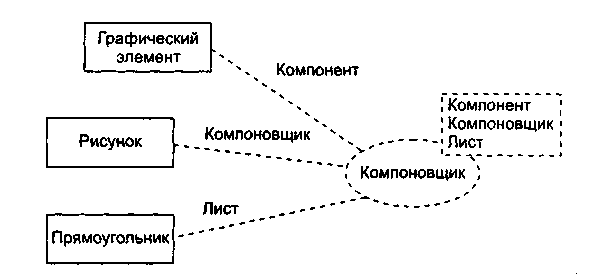 Графический
элемент
Компонент
Компонент
Компоновщик
Лист
Рисунок
Компоновщик
Компоновщик
Лист
Прямоугольник